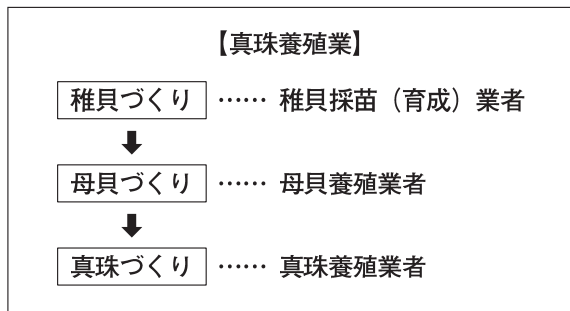 【真珠養殖業】
稚貝づくり …… 稚貝採苗（育成）業者
母貝づくり …… 母貝養殖業者
真珠づくり …… 真珠養殖業者